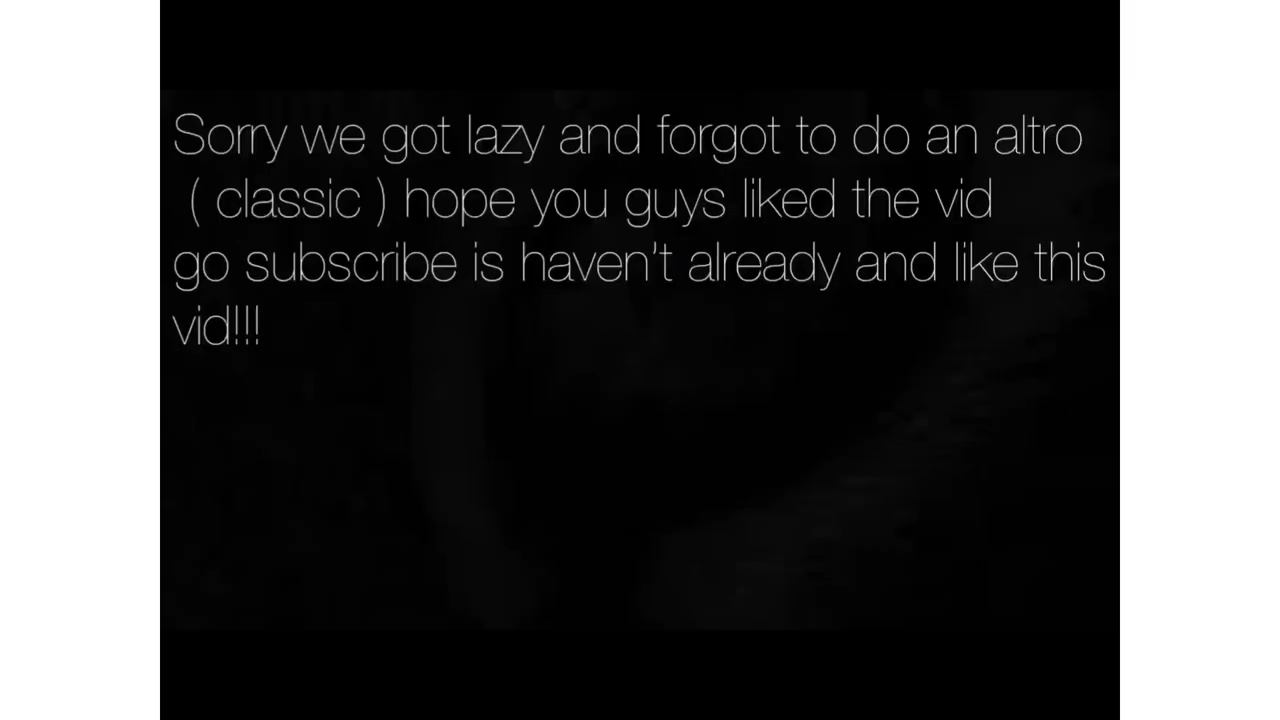 Sorry we got lazy and forgot to do an altro
( classic ) hope you guys liked the vid
go subscribe is haven't already and like this
vid!!!